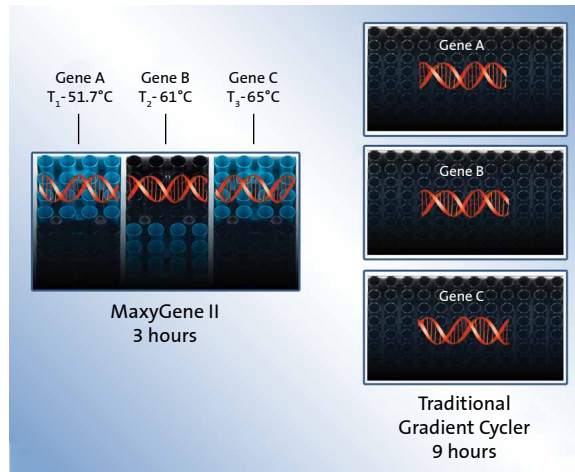 Gene A
T₁-51.7°C
Gene B
T₂-61°C
Gene C
T₃-65°C
MaxyGene II
3 hours
Gene A
Gene B
Gene C
Traditional
Gradient Cycler
9 hours